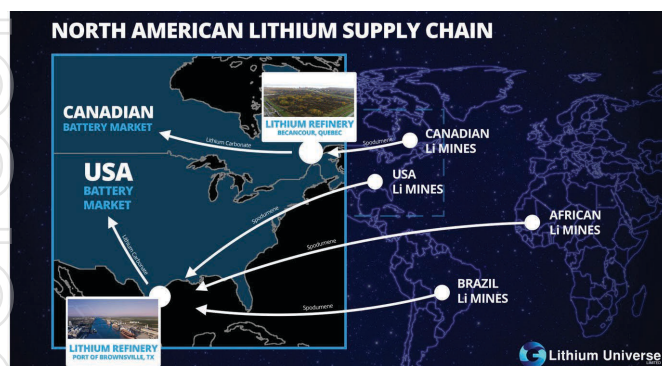 NORTH AMERICAN LITHIUM SUPPLY CHAIN
CANADIAN
BATTERY MARKET
Lithium Carbonate
LITHIUM REFINERY
BECANCOUR, QUEBEC
Spodumene
CANADIAN
Li MINES
USA
BATTERY
MARKET
USA
Li MINES
Spodumene
AFRICAN
Li MINES
Spodumene
Lithium Carbonate
BRAZIL
Li MINES
Spodumene
LITHIUM REFINERY
PORT OF BROWNSVILLE, TX
Lithium Universe
LIMITED